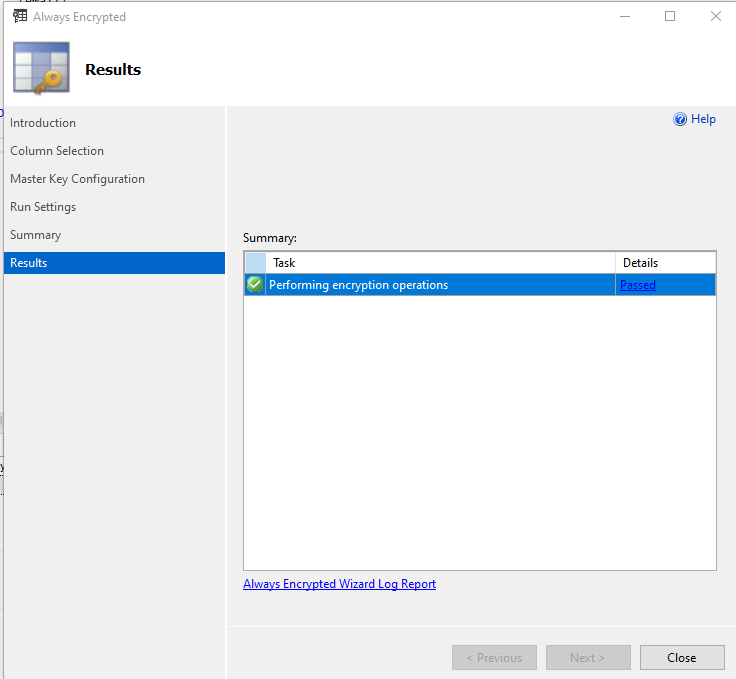 Always Encrypted
Results
Introduction
Column Selection
Master Key Configuration
Run Settings
Summary
Results
Help
Summary:
Task Details
Performing encryption operations Passed
Always Encrypted Wizard Log Report
< Previous Next > Close